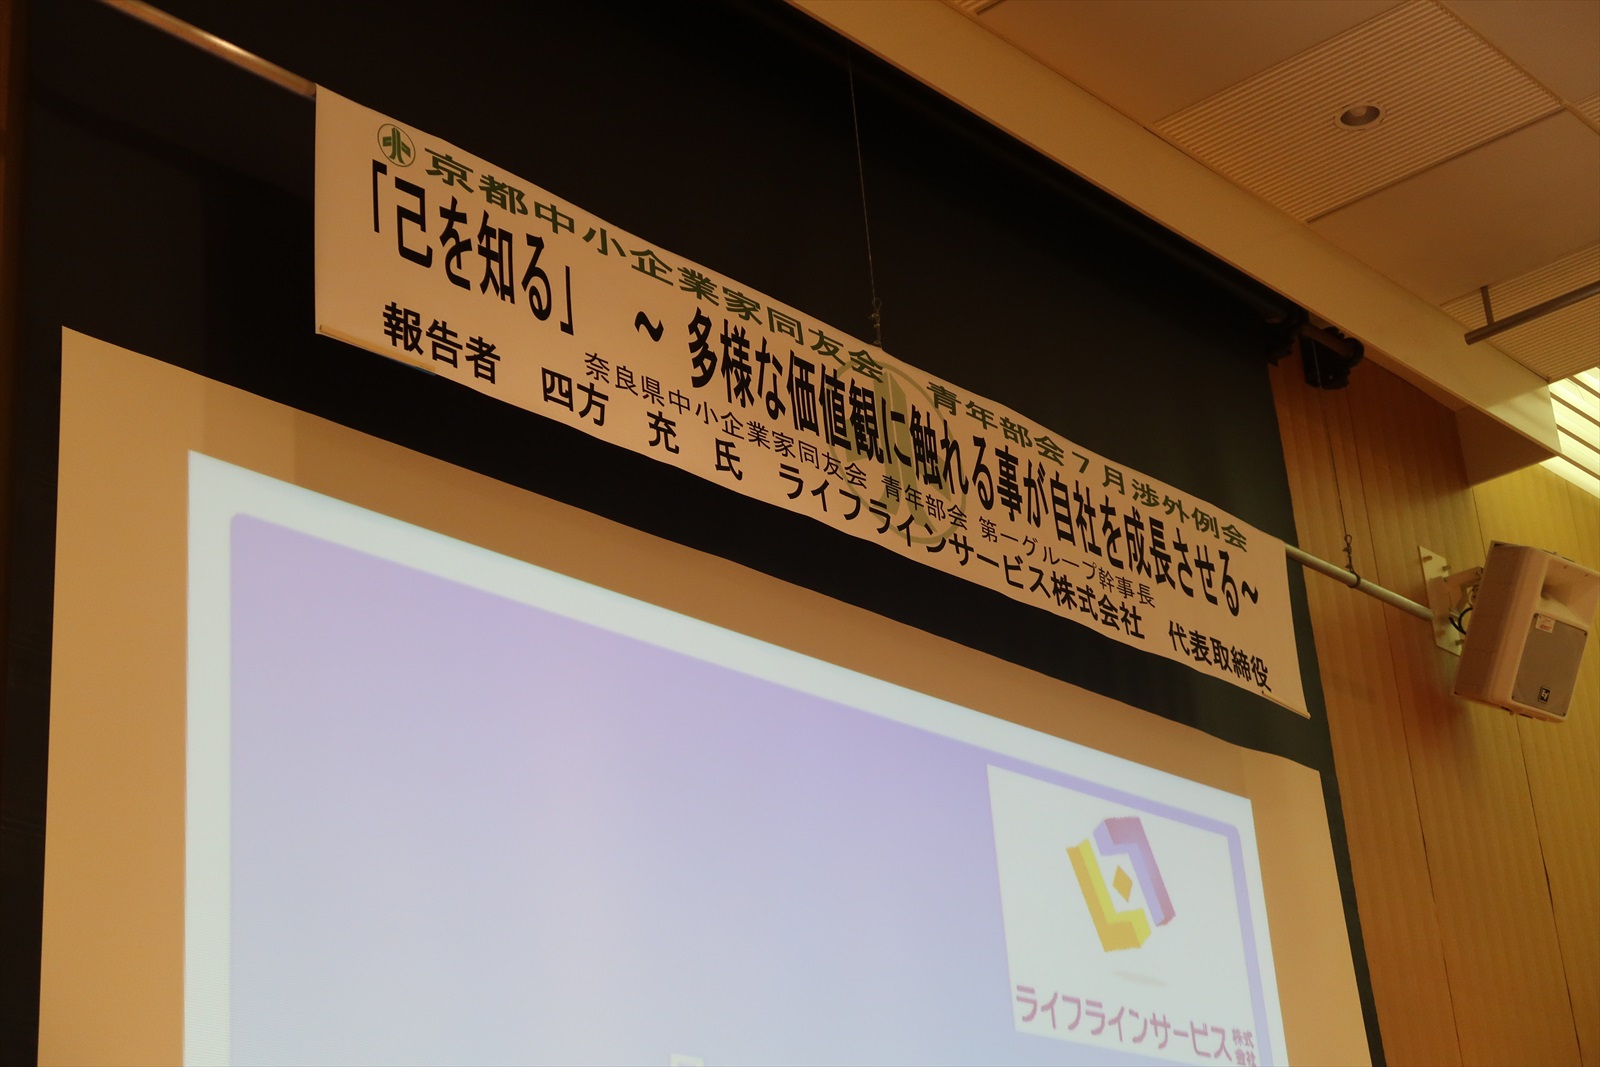 京都中小企業家同友会 青年部会7月渉外例会
「己を知る」 ~ 多様な価値観に触れる事が自社を成長させる~
奈良県中小企業家同友会 青年部会 第一グループ幹事長
報告者 四方 充 氏 ライフラインサービス株式会社 代表取締役
ライフラインサービス株式会社